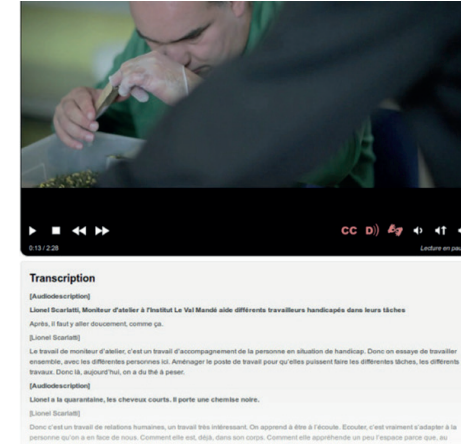 CC D))
0:13 / 2:28
Lecture en pau
Transcription
[Audiodescription]
Lionel Scarlatti, Moniteur d'atelier à l'Institut Le Val Mandé aide différents travailleurs handicapés dans leurs tâches
Après, il faut y aller doucement, comme ça.
[Lionel Scarlatti]
Le travail de moniteur d'atelier, c'est un travail d'accompagnement de la personne en situation de handicap. Donc on essaye de travailler
ensemble, avec les différentes personnes ici. Aménager le poste de travail pour qu'elles puissent faire les différentes tâches, les différents
travaux. Donc là, aujourd'hui, on a du thé à peser.
[Audiodescription]
Lionel a la quarantaine, les cheveux courts. Il porte une chemise noire.
[Lionel Scarlatti]
Donc c'est un travail de relations humaines, un travail très intéressant. On apprend à être à l'écoute. Ecouter, c'est vraiment s'adapter à la
personne qu'on a en face de nous. Comment elle est, déjà, dans son corps. Comment elle appréhende un peu l'espace parce que, au